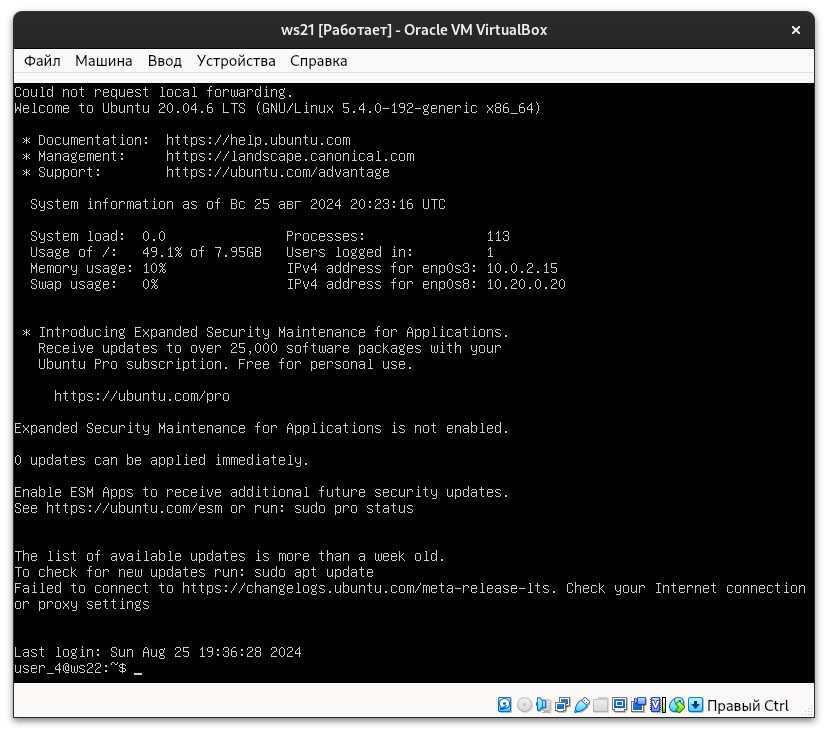 ws21 [Работает] - Oracle VM VirtualBox
Файл Машина Ввод Устройства Справка
Could not request local forwarding.
Welcome to Ubuntu 20.04.6 LTS (GNU/Linux 5.4.0-192-generic x86_64)
* Documentation: https://help.ubuntu.com
* Management: https://landscape.canonical.com
* Support: https://ubuntu.com/advantage
System information as of Вс 25 авг 2024 20:23:16 UTC
System load: 0.0 Processes: 113
Usage of /: 49.1% of 7.95GB Users logged in: 1
Memory usage: 10% IPv4 address for enp0s3: 10.0.2.15
Swap usage: 0% IPv4 address for enp0s8: 10.20.0.20
* Introducing Expanded Security Maintenance for Applications.
Receive updates to over 25,000 software packages with your
Ubuntu Pro subscription. Free for personal use.
https://ubuntu.com/pro
Expanded Security Maintenance for Applications is not enabled.
0 updates can be applied immediately.
Enable ESM Apps to receive additional future security updates.
See https://ubuntu.com/esm or run: sudo pro status
The list of available updates is more than a week old.
To check for new updates run: sudo apt update
Failed to connect to https://changelogs.ubuntu.com/meta-release-lts. Check your Internet connection
or proxy settings
Last login: Sun Aug 25 19:36:28 2024
user_4@ws22:~$ _
Правый Ctrl